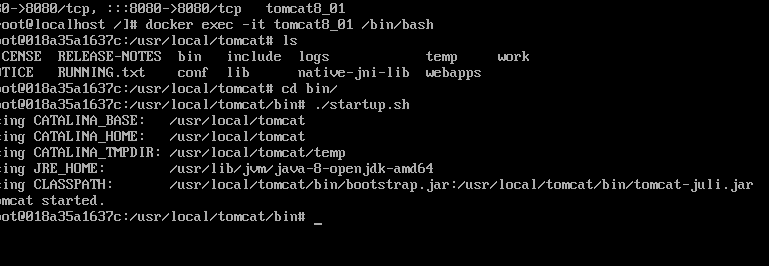 80->8080/tcp, :::8080->8080/tcp   tomcat8_01
root@localhost /]# docker exec -it tomcat8_01 /bin/bash
oot@018a35a1637c:/usr/local/tomcat# ls
ICENSE  RELEASE-NOTES  bin   include  logs            temp     work
OTICE   RUNNING.txt    conf  lib      native-jni-lib  webapps
oot@018a35a1637c:/usr/local/tomcat# cd bin/
oot@018a35a1637c:/usr/local/tomcat/bin# ./startup.sh
ing CATALINA_BASE:   /usr/local/tomcat
ing CATALINA_HOME:   /usr/local/tomcat
ing CATALINA_TMPDIR: /usr/local/tomcat/temp
ing JRE_HOME:        /usr/lib/jvm/java-8-openjdk-amd64
ing CLASSPATH:       /usr/local/tomcat/bin/bootstrap.jar:/usr/local/tomcat/bin/tomcat-juli.jar
omcat started.
oot@018a35a1637c:/usr/local/tomcat/bin# _